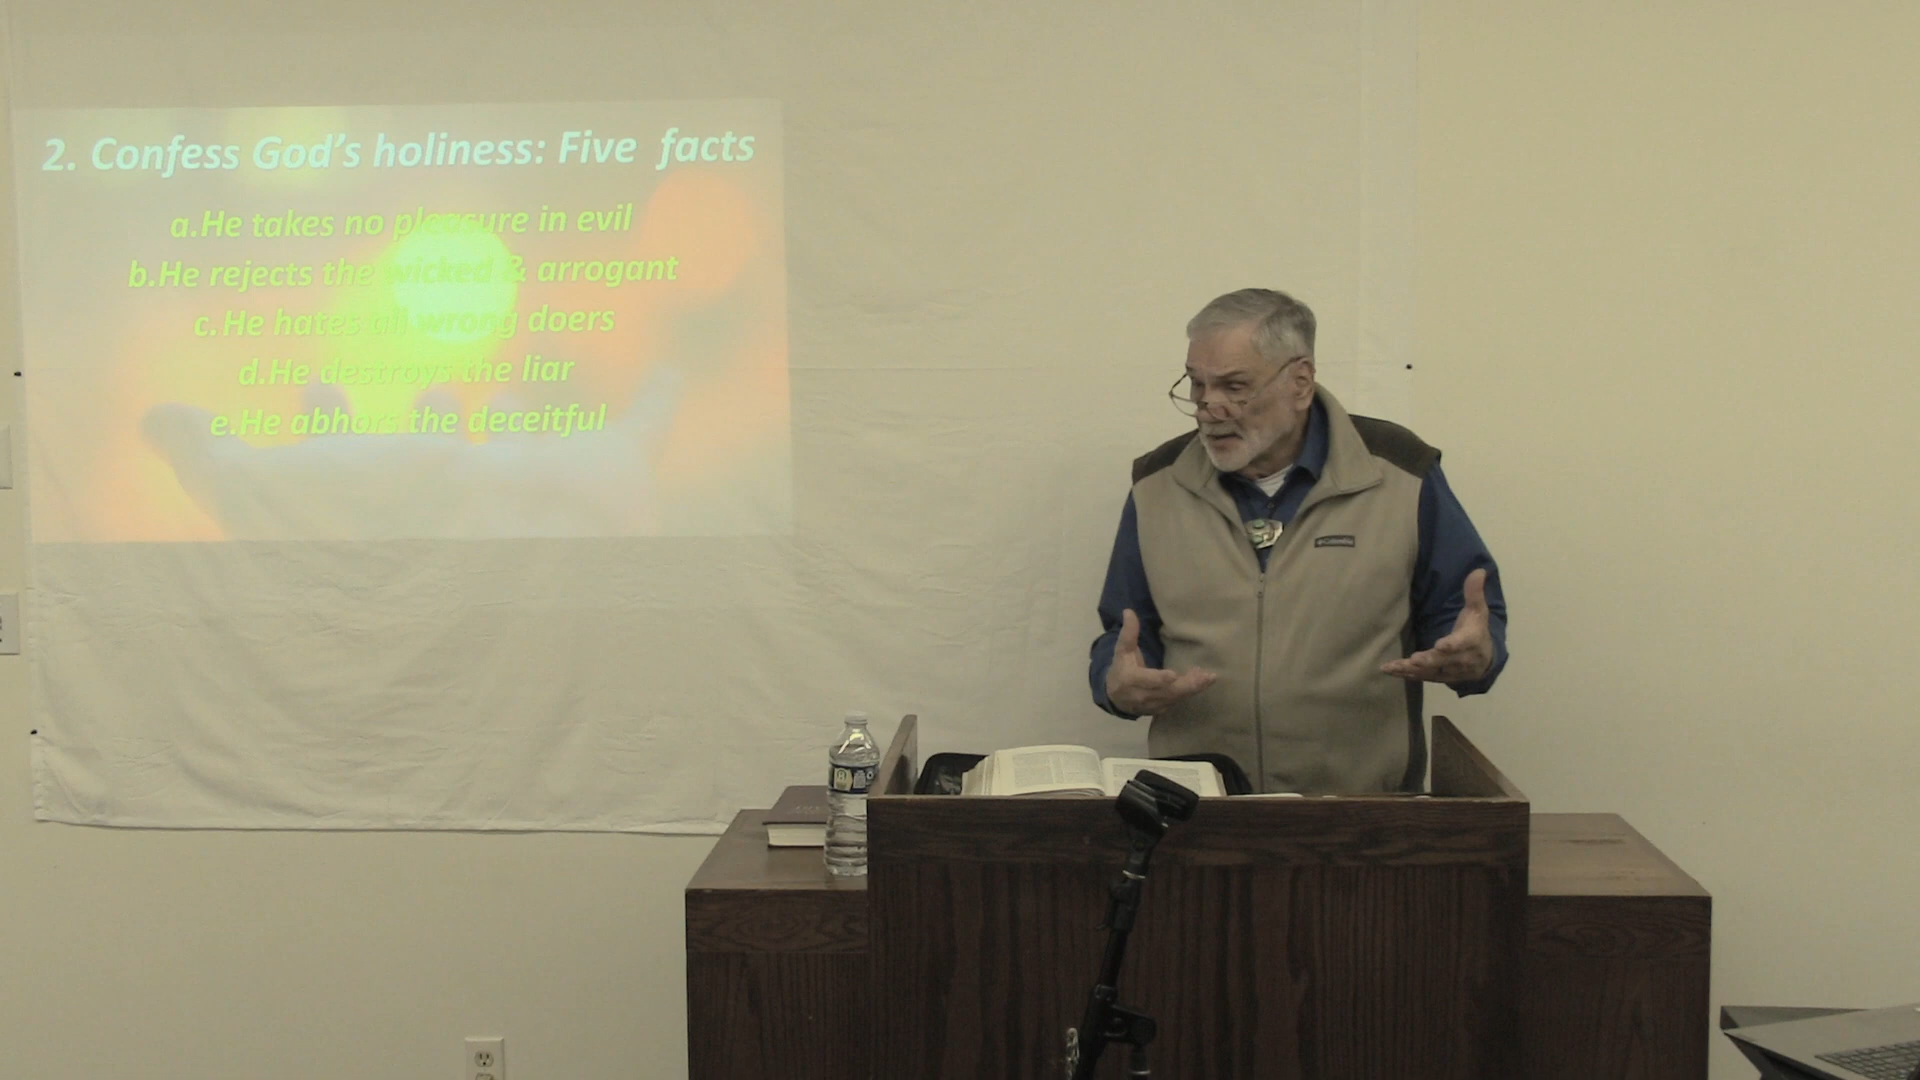 2. Confess God's holiness: Five facts
a.He takes no pleasure in evil
b.He rejects the wicked & arrogant
c.He hates all wrong doers
d.He destroys the liar
e.He abhors the deceitful
Columbia